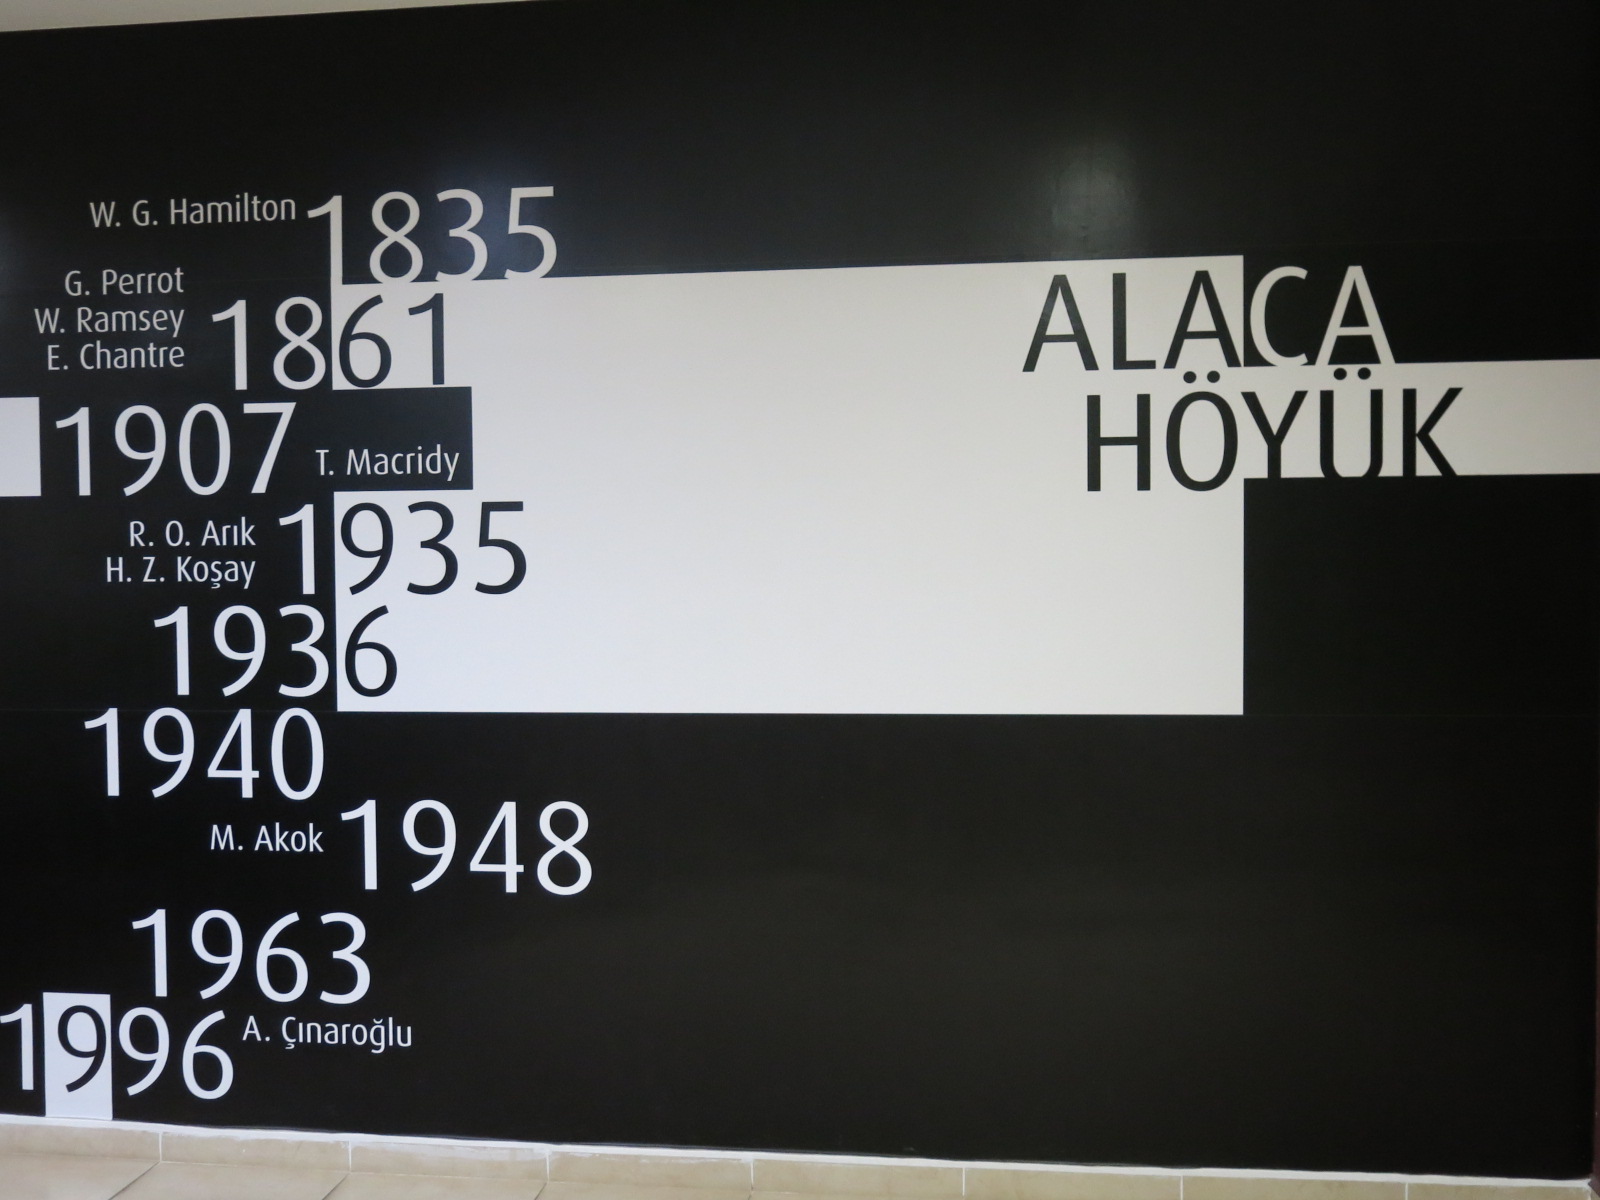 W. G. Hamilton 1835
G. Perrot
W. Ramsey
E. Chantre
1861
1907 T. Macridy
R. O. Arık
H. Z. Koşay
1935
1936
1940
M. Akok 1948
1963
1996 A. Çınaroğlu
ALACA
HÖYÜK